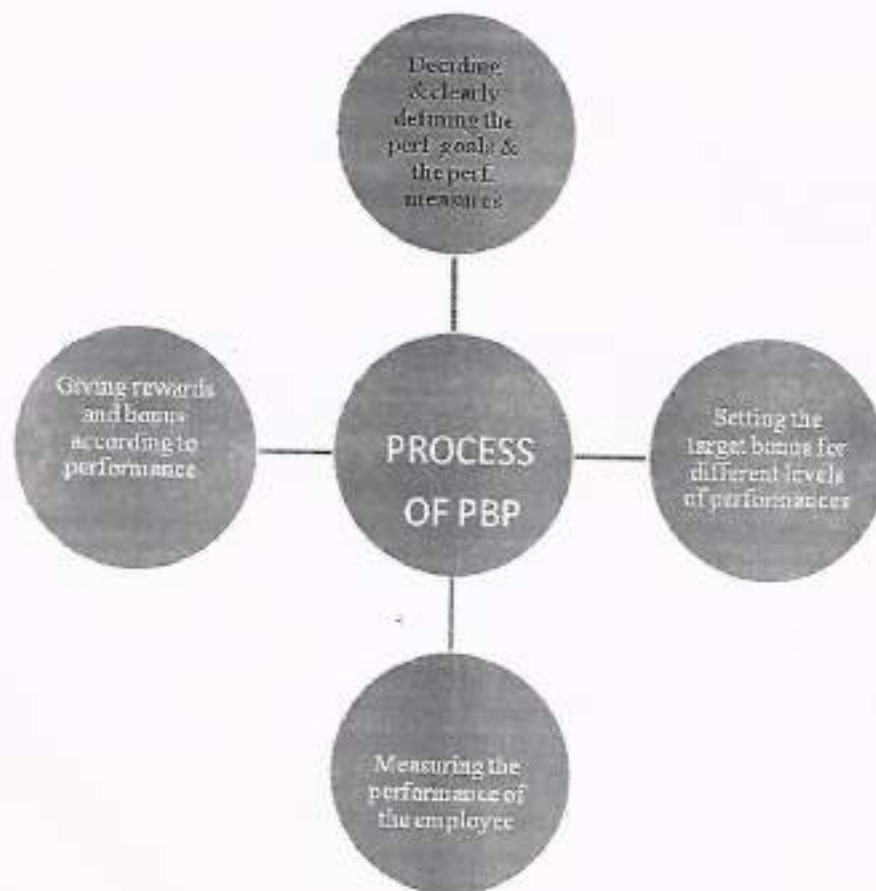 Deciding
& clearly
defining the
perf. goals &
the perf.
measures
Giving rewards
and bonus
according to
performance
PROCESS
OF PBP
Setting the
target bonus for
different levels
of performances
Measuring the
performance of
the employee